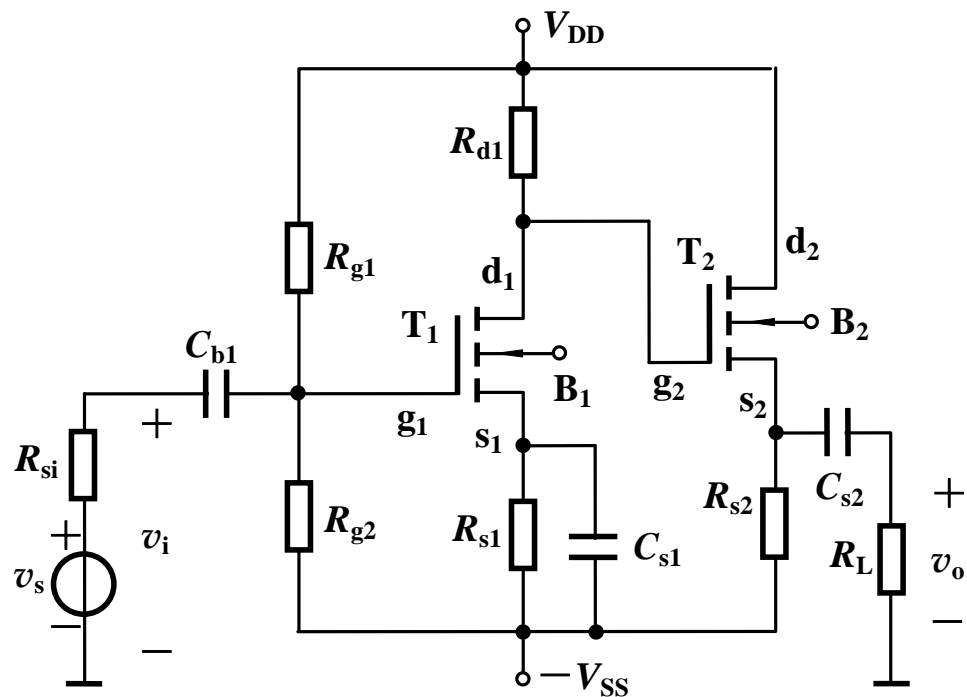 V_DD
R_d1
R_g1
d_1
T_2
d_2
T_1
B_2
C_b1
B_1
g_2
g_1
s_2
s_1
+
R_si
R_g2
R_s1
C_s1
R_s2
C_s2
+
+
v_i
v_s
R_L
v_o
−
−
−
−V_SS